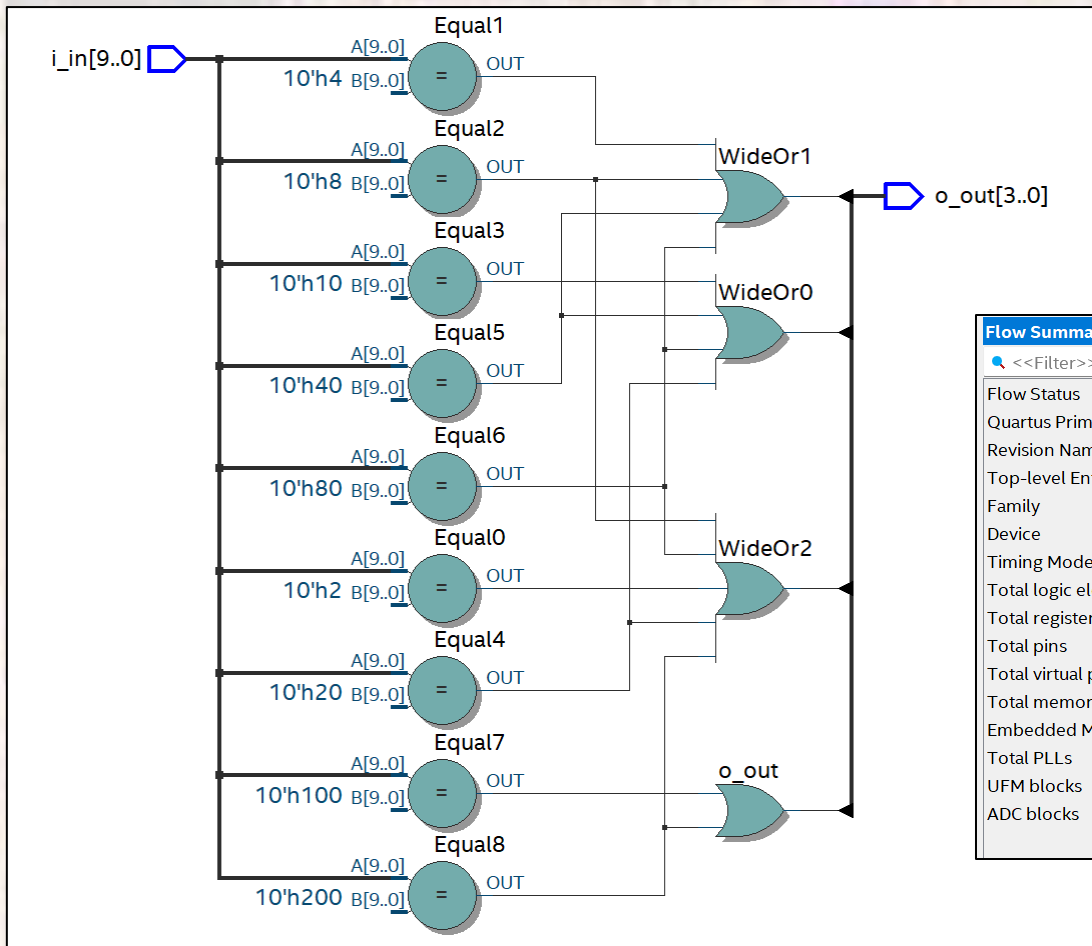 Equal1
i_in[9..0]
A[9..0]
OUT
10'h4 B[9..0]
=
Equal2
A[9..0]
OUT
10'h8 B[9..0]
=
WideOr1
o_out[3..0]
Equal3
A[9..0]
OUT
10'h10 B[9..0]
=
WideOr0
Equal5
A[9..0]
OUT
10'h40 B[9..0]
=
Equal6
A[9..0]
OUT
10'h80 B[9..0]
=
Equal0
A[9..0]
OUT
10'h2 B[9..0]
=
WideOr2
Equal4
A[9..0]
OUT
10'h20 B[9..0]
=
Equal7
A[9..0]
OUT
10'h100 B[9..0]
=
o_out
Equal8
A[9..0]
OUT
10'h200 B[9..0]
=
Flow Summa
<<Filter>>
Flow Status
Quartus Prim
Revision Nam
Top-level En
Family
Device
Timing Mode
Total logic el
Total register
Total pins
Total virtual p
Total memor
Embedded M
Total PLLs
UFM blocks
ADC blocks